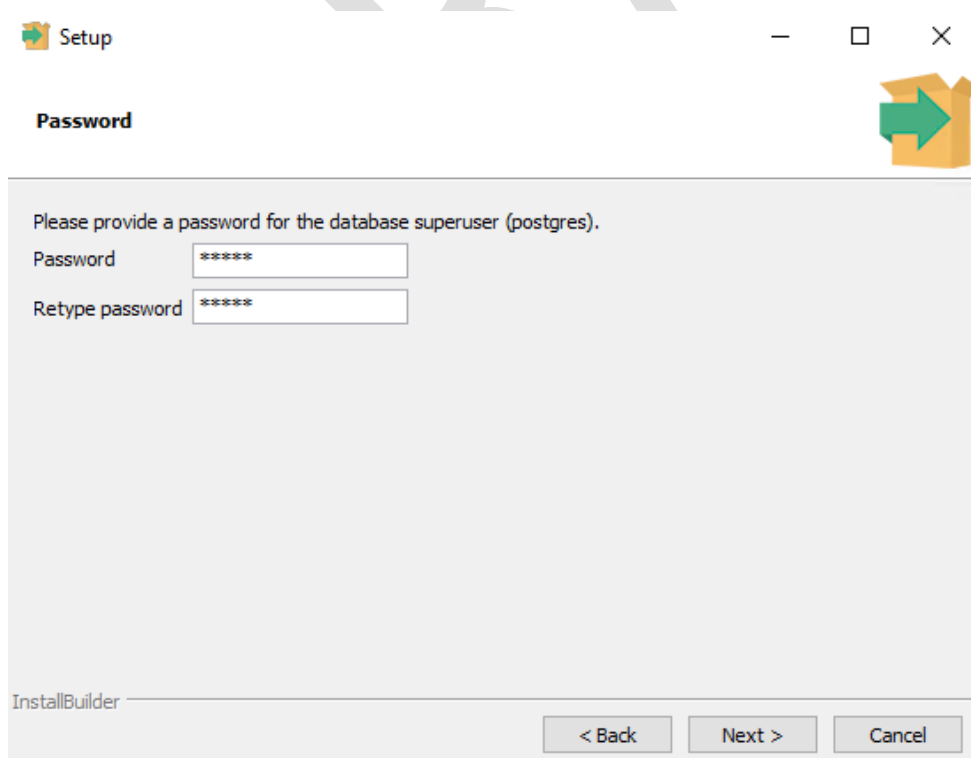 Setup
Password
Please provide a password for the database superuser (postgres).
Password *****
Retype password *****
InstallBuilder
< Back Next > Cancel